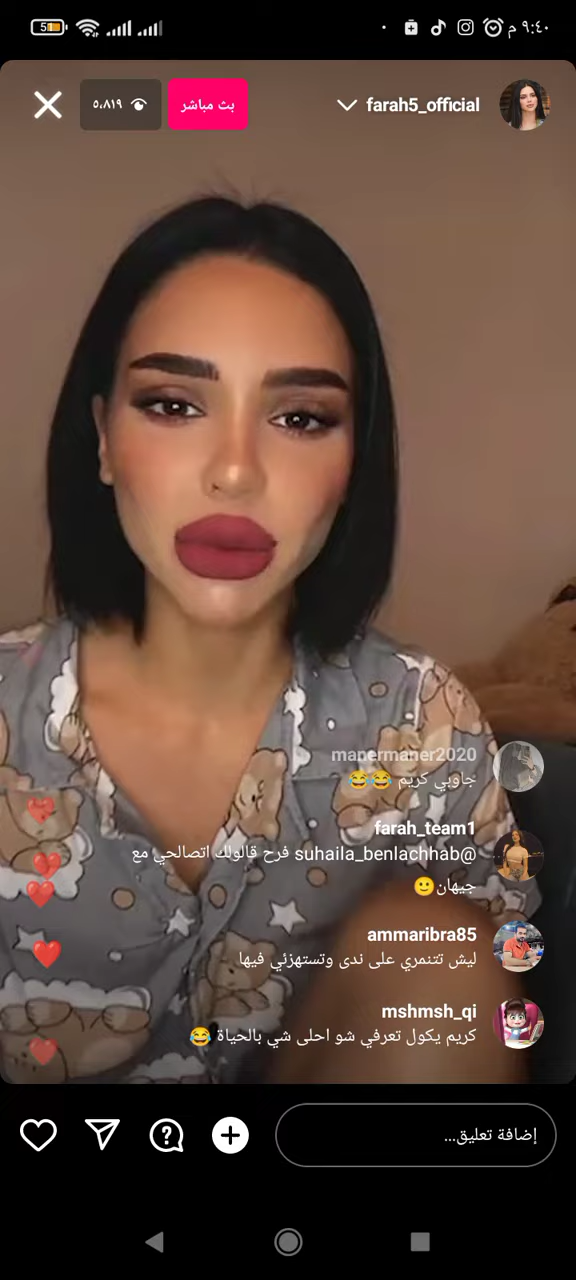 ٩:٤٠ م
51
farah5_official
بث مباشر
٥،٨١٩
manermaner2020
جاوبي كريم 😂😂
farah_team1
@suhaila_benlachhab فرح قالولك اتصالحي مع
جيهان🙂
ammaribra85
ليش تتنمري على ندى وتستهزئي فيها
mshmsh_qi
كريم يكول تعرفي شو احلى شي بالحياة 😂
إضافة تعليق...